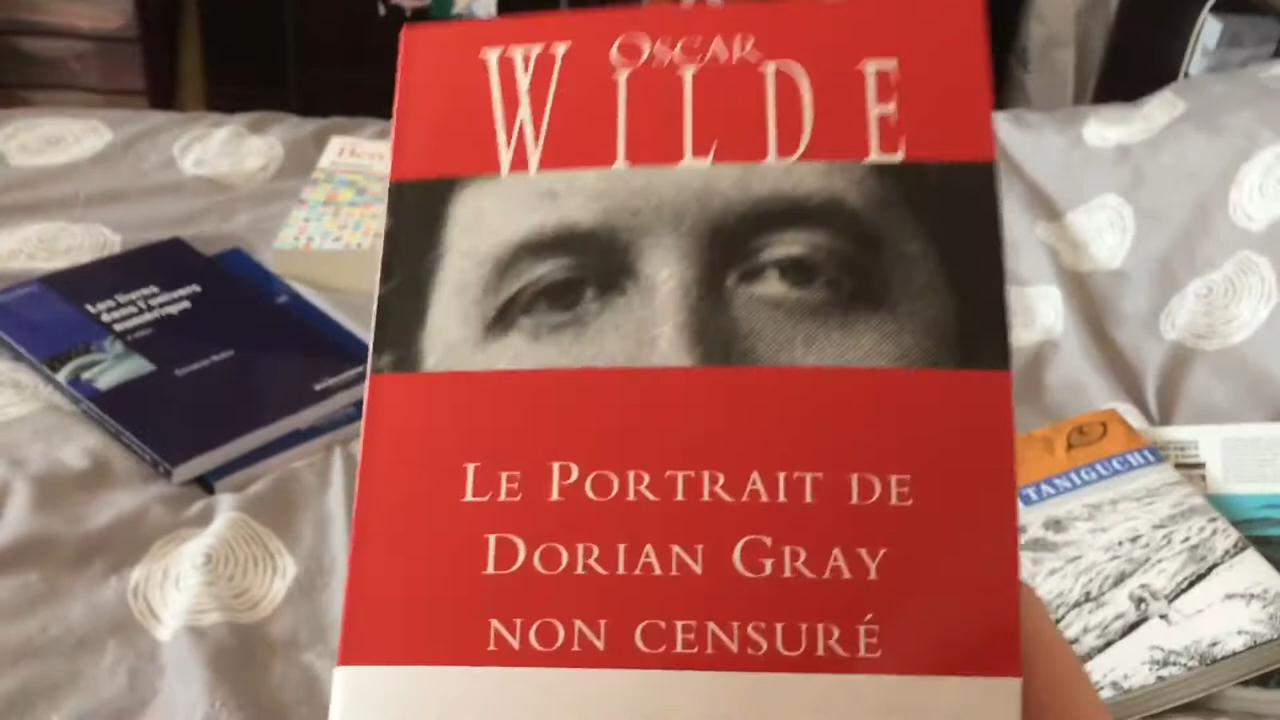 OSCAR
WILDE
LE PORTRAIT DE
DORIAN GRAY
NON CENSURÉ
Les livres
dans l'univers
numérique
TANIGUCHI